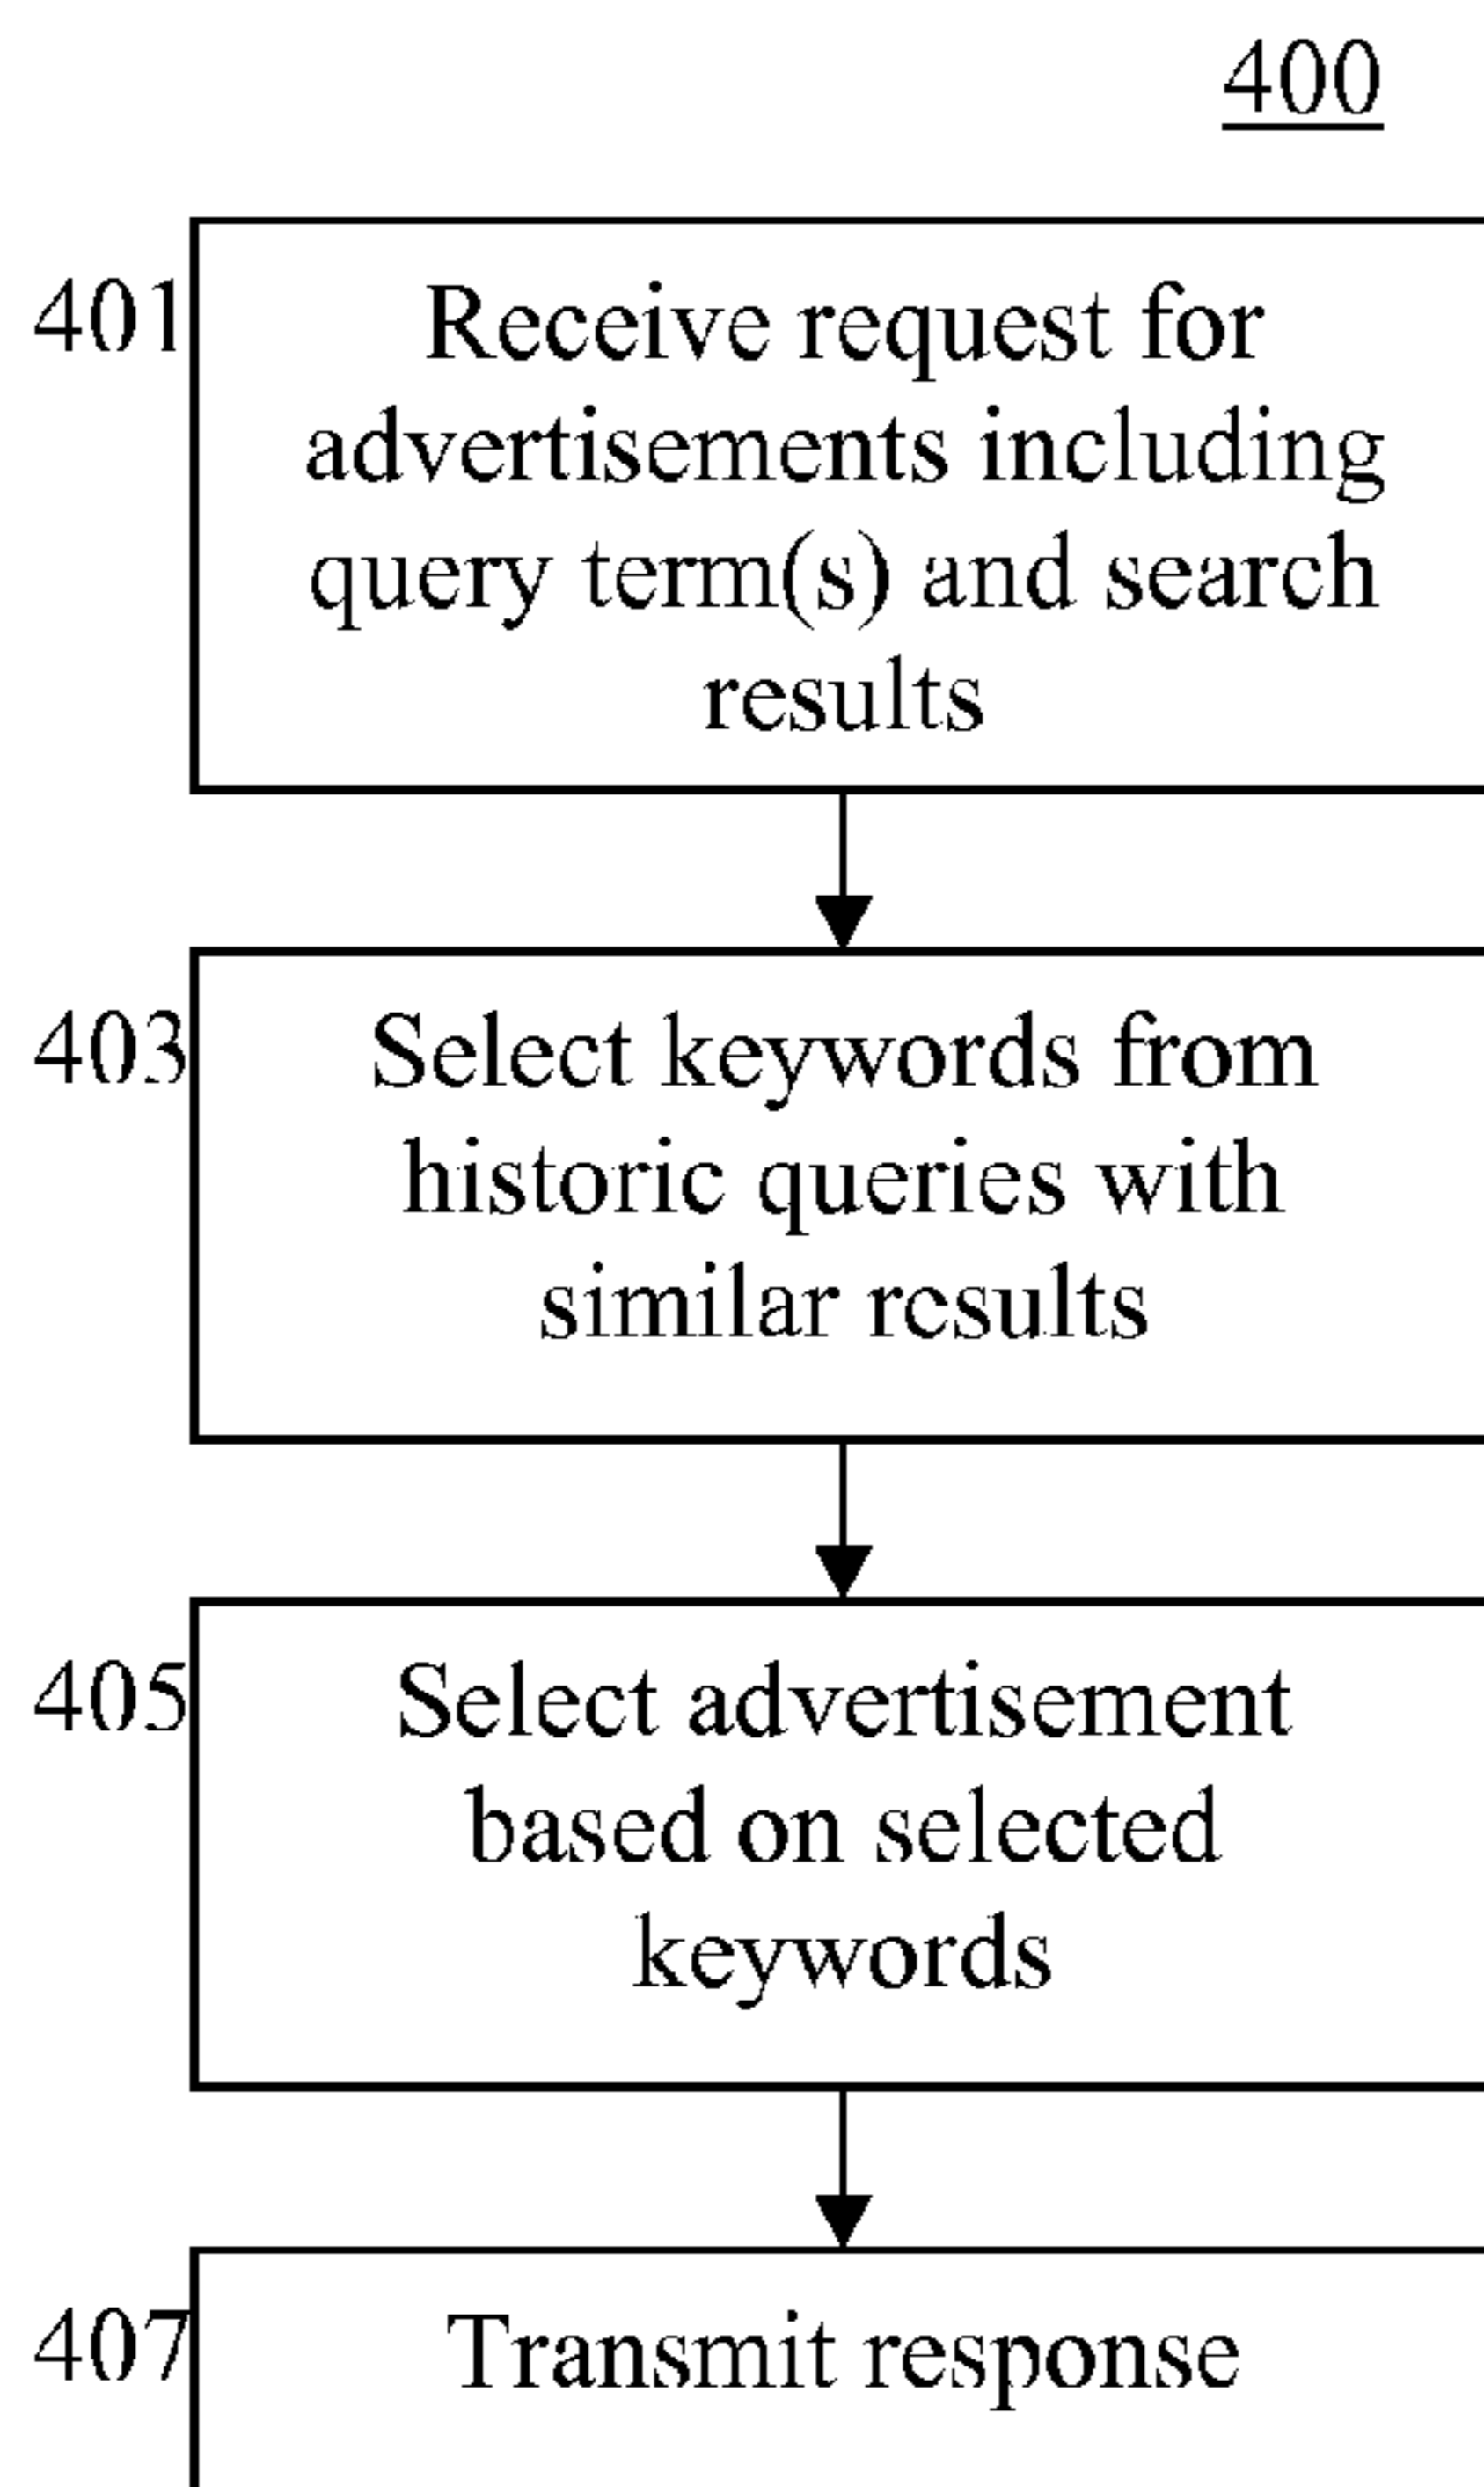 400
401
Receive request for
advertisements including
query term(s) and search
results
403
Select keywords from
historic queries with
similar results
405
Select advertisement
based on selected
keywords
407
Transmit response